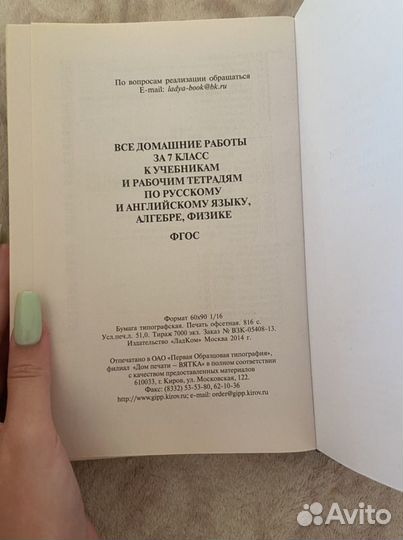 По вопросам реализации обращаться
E-mail: ladya-book@bk.ru
ВСЕ ДОМАШНИЕ РАБОТЫ
ЗА 7 КЛАСС
К УЧЕБНИКАМ
И РАБОЧИМ ТЕТРАДЯМ
ПО РУССКОМУ
И АНГЛИЙСКОМУ ЯЗЫКУ,
АЛГЕБРЕ, ФИЗИКЕ
ФГОС
Формат 60х90 1/16
Бумага типографская. Печать офсетная. 816 с.
Усл.печ.л. 51,0. Тираж 7000 экз. Заказ № ВЗК-05408-13.
Издательство «ЛадКом» Москва 2014 г.
Отпечатано в ОАО «Первая Образцовая типография»,
филиал «Дом печати – ВЯТКА» в полном соответствии
с качеством предоставленных материалов
610033, г. Киров, ул. Московская, 122.
Факс: (8332) 53-53-80, 62-10-36
http://www.gipp.kirov.ru; e-mail: order@gipp.kirov.ru
Avito